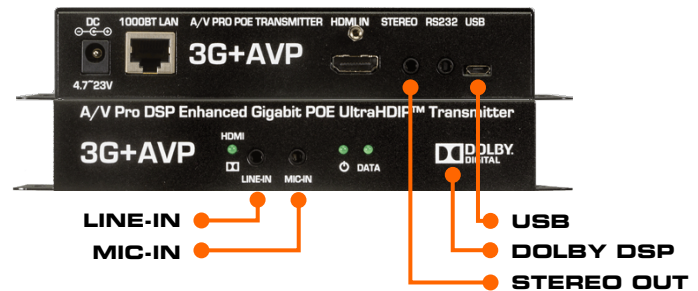 DC 1000BT LAN A/V PRO POE TRANSMITTER HDMI IN STEREO RS232 USB
3G+AVP
4.7~23V
A/V Pro DSP Enhanced Gigabit POE UltraHDIP™ Transmitter
HDMI
3G+AVP
DOLBY.
DIGITAL
LINE-IN MIC-IN DATA
LINE-IN
MIC-IN
USB
DOLBY DSP
STEREO OUT